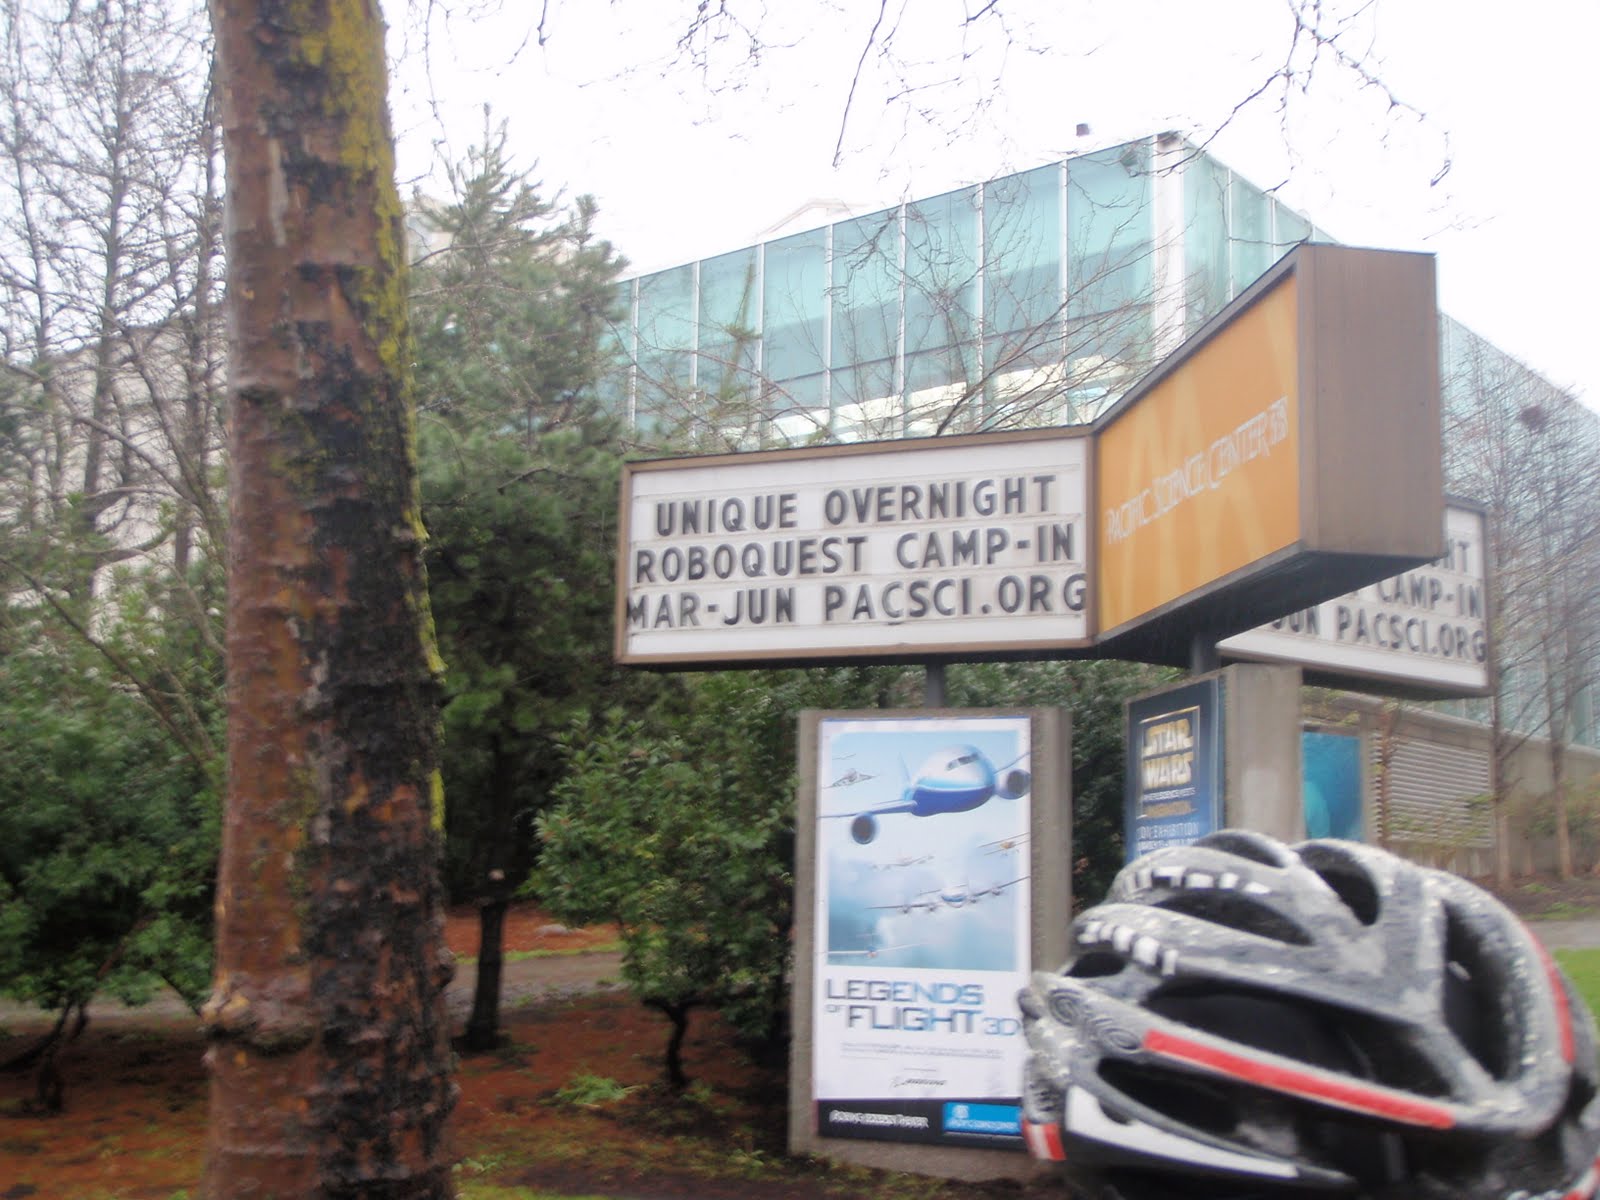 UNIQUE OVERNIGHT
ROBOQUEST CAMP-IN
MAR-JUN PACSCI.ORG
PACIFIC SCIENCE CENTER
CAMP-IN
JUN PACSCI.ORG
STAR
WARS
LEGENDS
OF FLIGHT 3D
BOEING